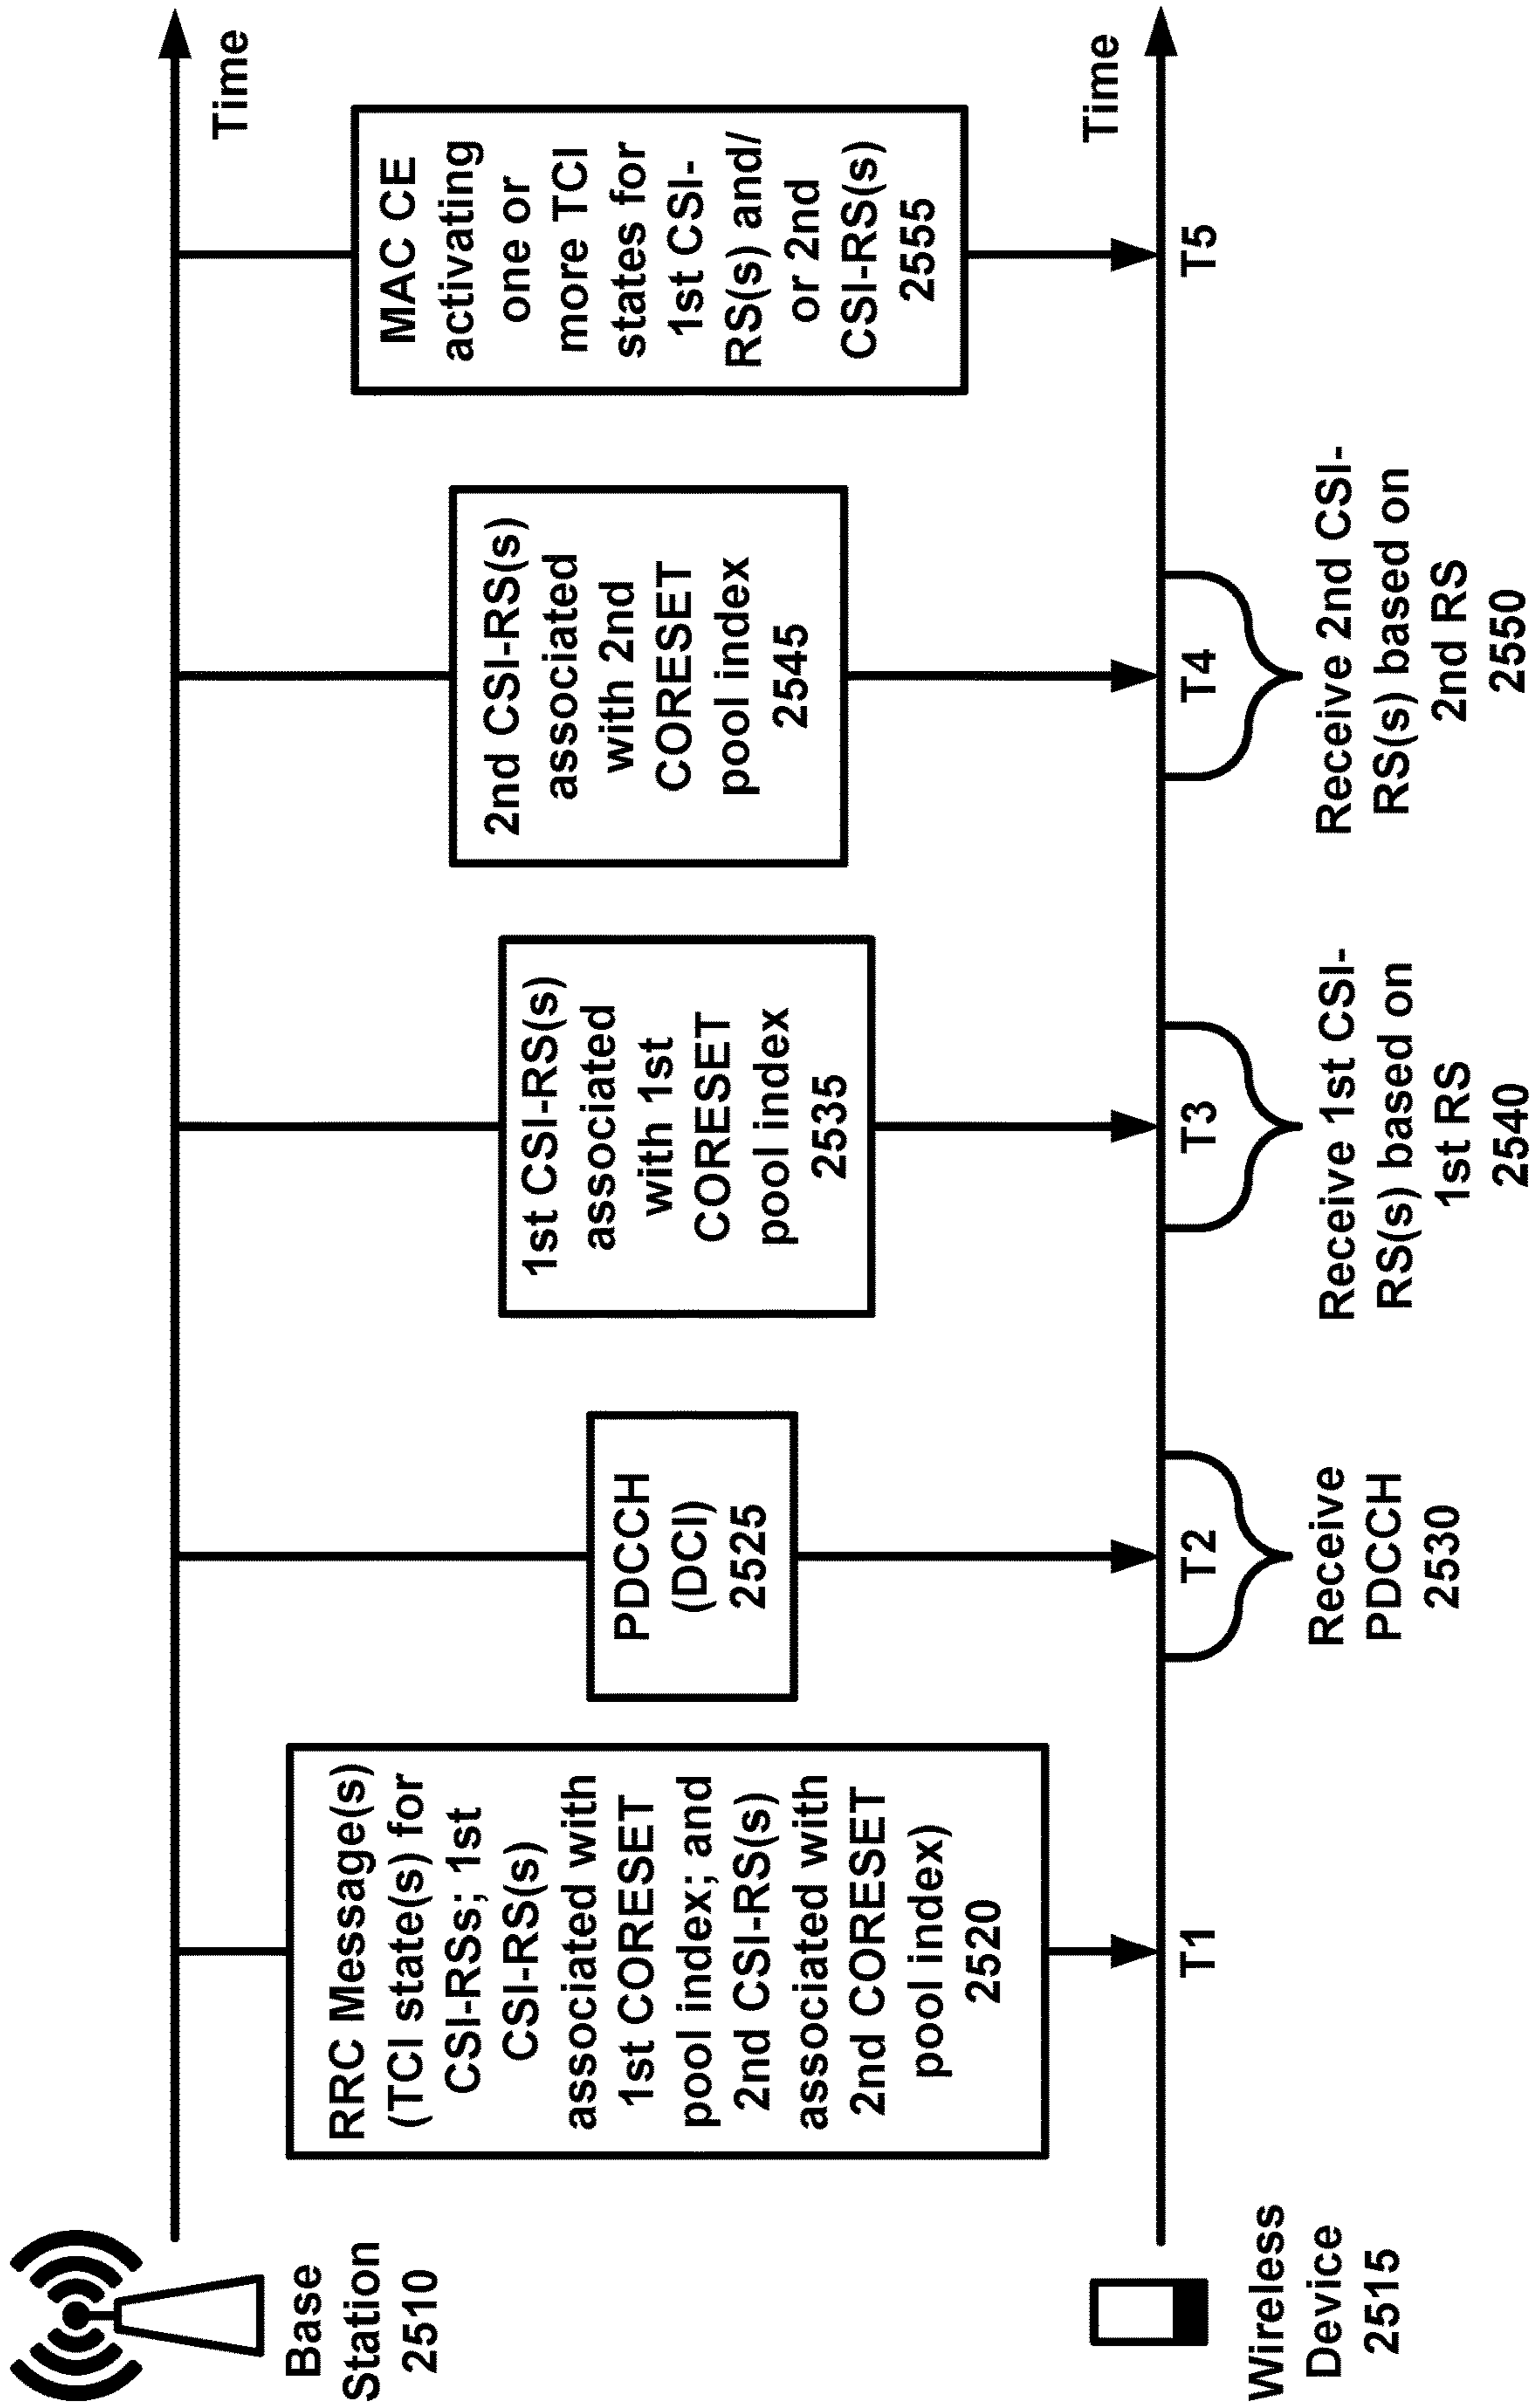 Base
Station
2510
Time
RRC Message(s)
(TCI state(s) for
CSI-RSs; 1st
CSI-RS(s)
associated with
1st CORESET
pool index; and
2nd CSI-RS(s)
associated with
2nd CORESET
pool index)
2520
PDCCH
(DCI)
2525
1st CSI-RS(s)
associated
with 1st
CORESET
pool index
2535
2nd CSI-RS(s)
associated
with 2nd
CORESET
pool index
2545
MAC CE
activating
one or
more TCI
states for
1st CSI-
RS(s) and/
or 2nd
CSI-RS(s)
2555
Wireless
Device
2515
Time
T1
T2
T3
T4
T5
Receive
PDCCH
2530
Receive 1st CSI-
RS(s) based on
1st RS
2540
Receive 2nd CSI-
RS(s) based on
2nd RS
2550